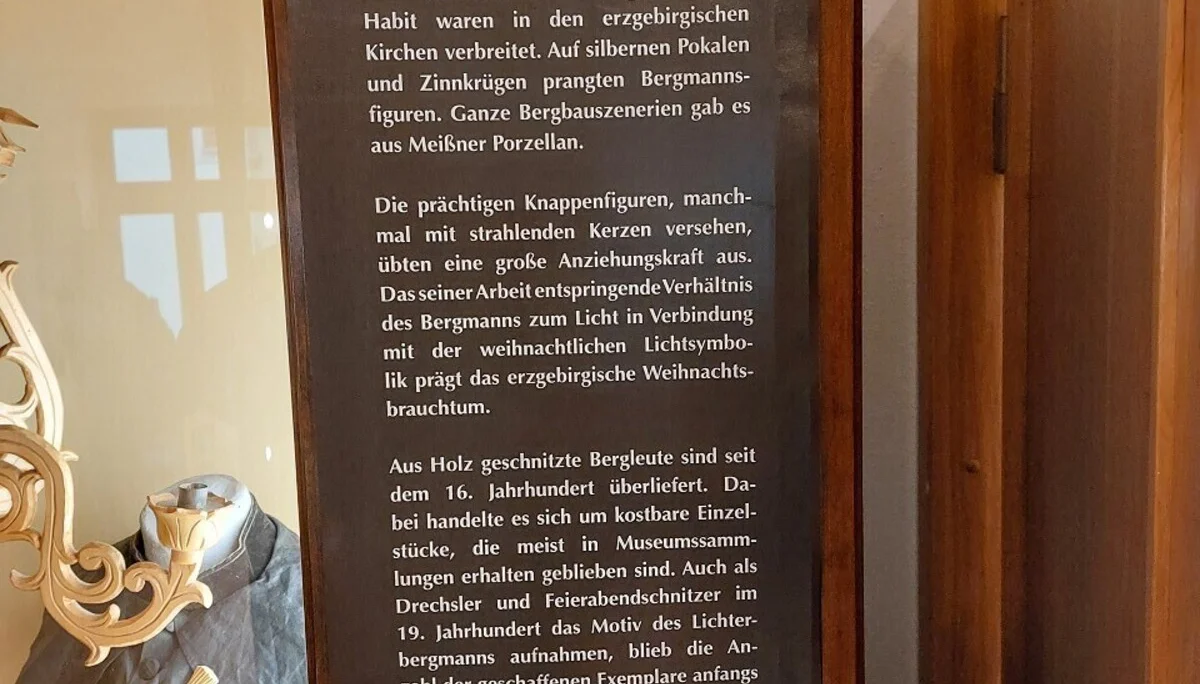 Habit waren in den erzgebirgischen
Kirchen verbreitet. Auf silbernen Pokalen
und Zinnkrügen prangten Bergmanns-
figuren. Ganze Bergbauszenerien gab es
aus Meißner Porzellan.
Die prächtigen Knappenfiguren, manch-
mal mit strahlenden Kerzen versehen,
übten eine große Anziehungskraft aus.
Das seiner Arbeit entspringende Verhältnis
des Bergmanns zum Licht in Verbindung
mit der weihnachtlichen Lichtsymbo-
lik prägt das erzgebirgische Weihnachts-
brauchtum.
Aus Holz geschnitzte Bergleute sind seit
dem 16. Jahrhundert überliefert. Da-
bei handelte es sich um kostbare Einzel-
stücke, die meist in Museumssamm-
lungen erhalten geblieben sind. Auch als
Drechsler und Feierabendschnitzer im
19. Jahrhundert das Motiv des Lichter-
bergmanns aufnahmen, blieb die An-
zahl der geschaffenen Exemplare anfangs